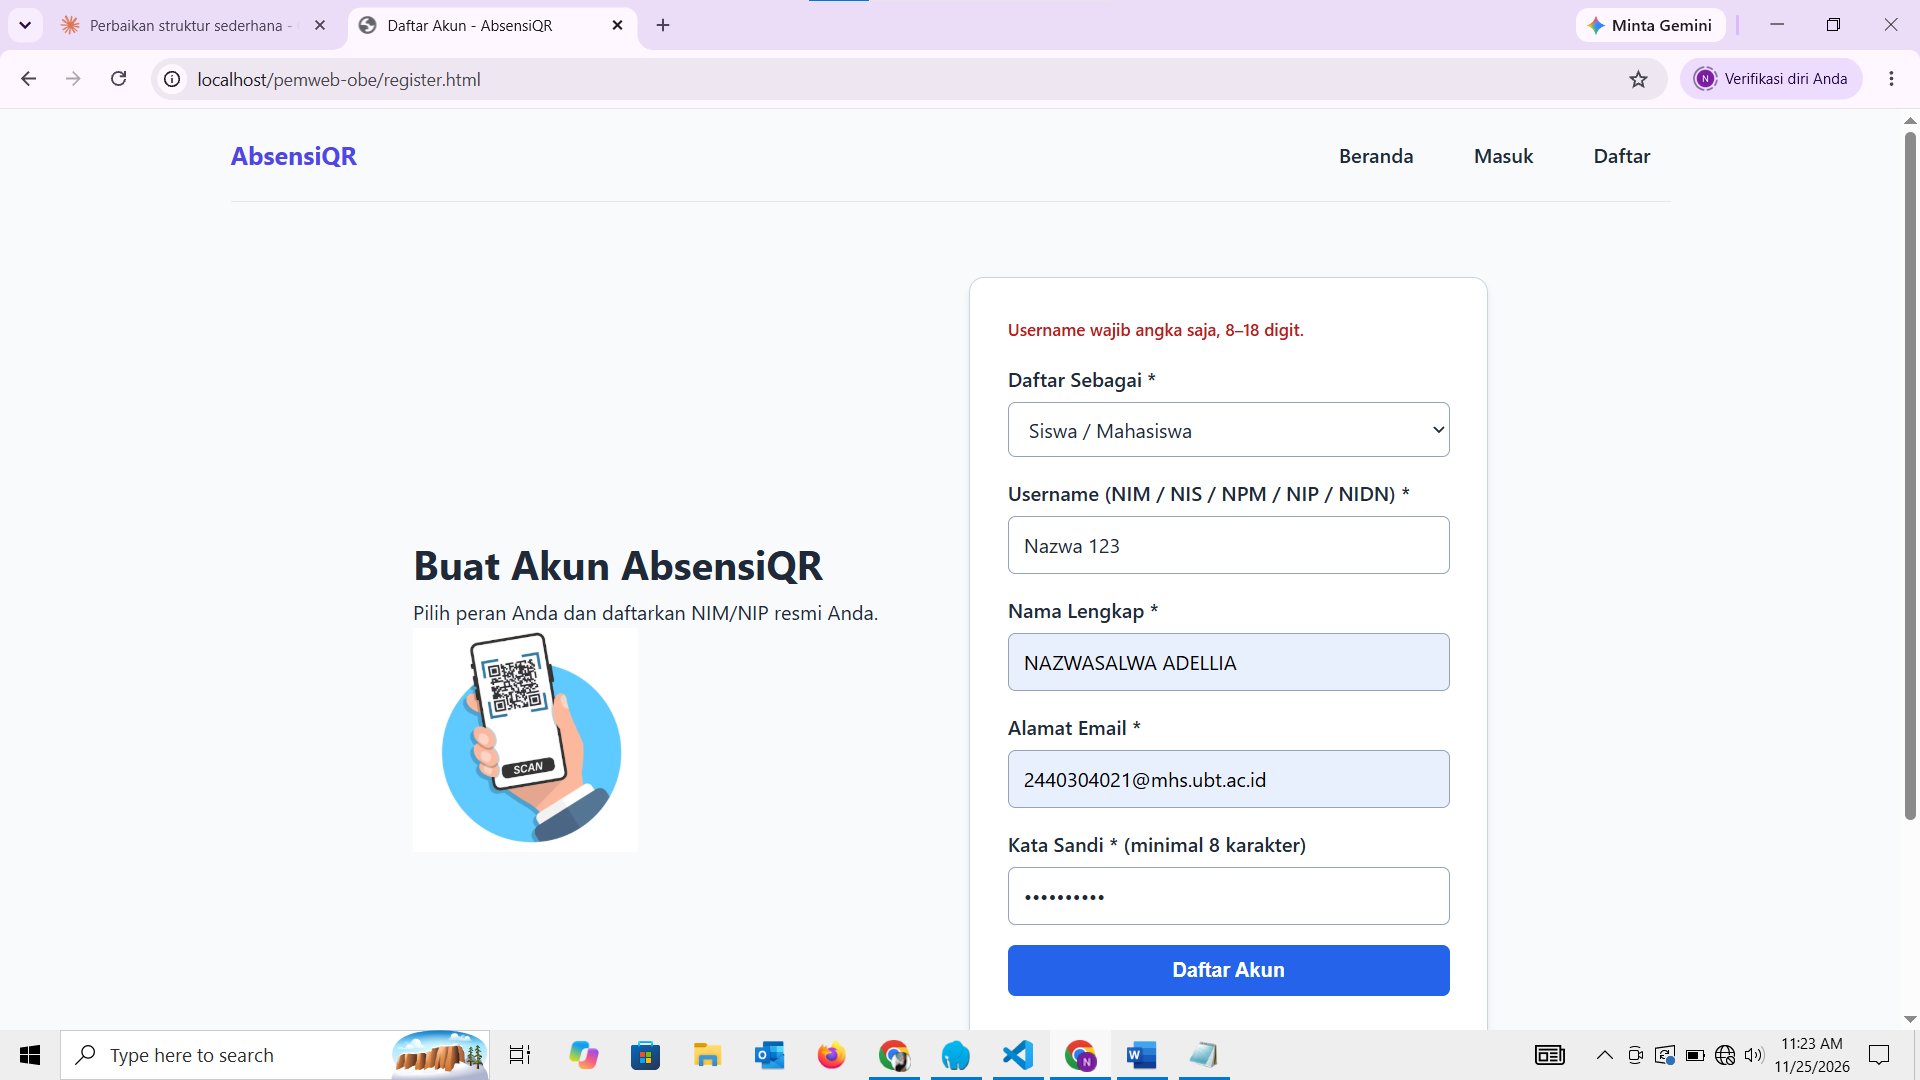 Perbaikan struktur sederhana -
Daftar Akun - AbsensiQR
Minta Gemini
localhost/pemweb-obe/register.html
N
Verifikasi diri Anda
AbsensiQR
Beranda
Masuk
Daftar
Username wajib angka saja, 8–18 digit.
Daftar Sebagai *
Siswa / Mahasiswa
Username (NIM / NIS / NPM / NIP / NIDN) *
Nazwa 123
Buat Akun AbsensiQR
Pilih peran Anda dan daftarkan NIM/NIP resmi Anda.
SCAN
Nama Lengkap *
NAZWASALWA ADELLIA
Alamat Email *
2440304021@mhs.ubt.ac.id
Kata Sandi * (minimal 8 karakter)
••••••••••
Daftar Akun
Type here to search
11:23 AM
11/25/2026